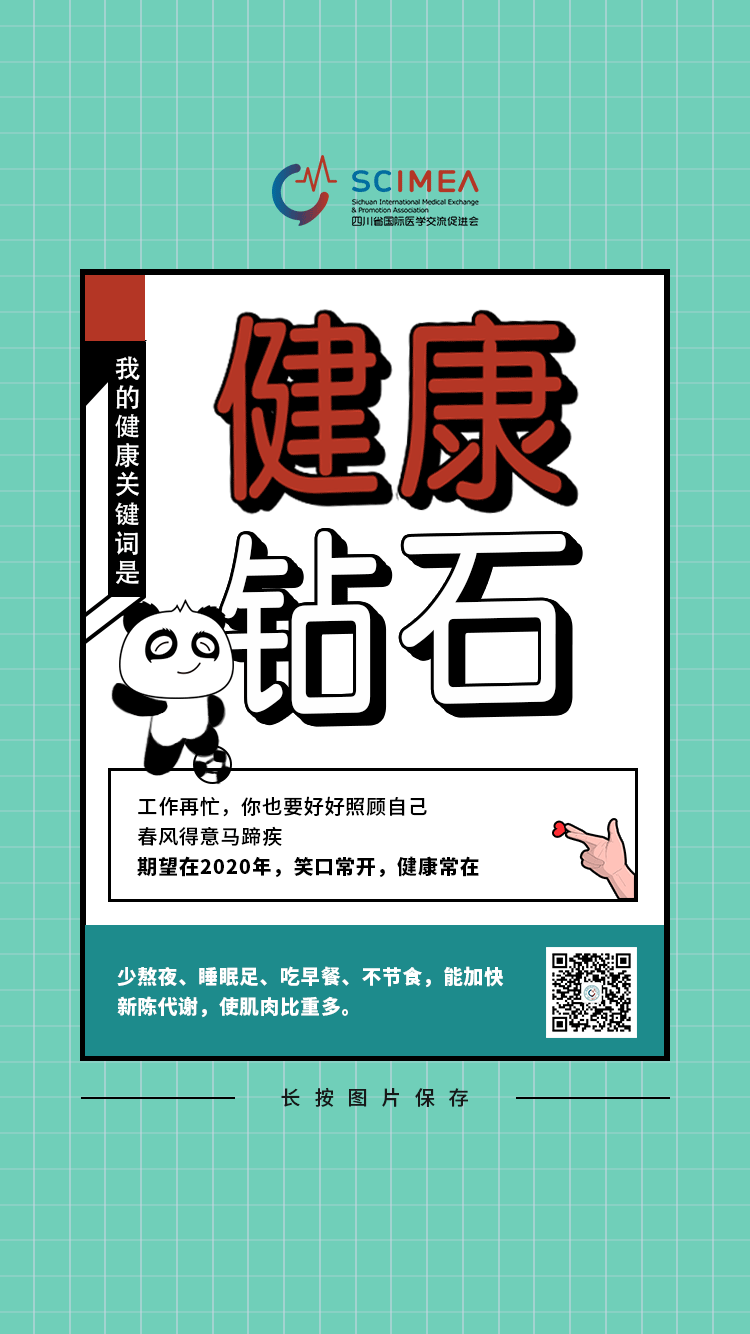 SCIMEA
Sichuan International Medical Exchange
& Promotion Association
四川省国际医学交流促进会
我的健康关键词是
健康
钻石
工作再忙，你也要好好照顾自己
春风得意马蹄疾
期望在2020年，笑口常开，健康常在
少熬夜、睡眠足、吃早餐、不节食，能加快
新陈代谢，使肌肉比重多。
长按图片保存